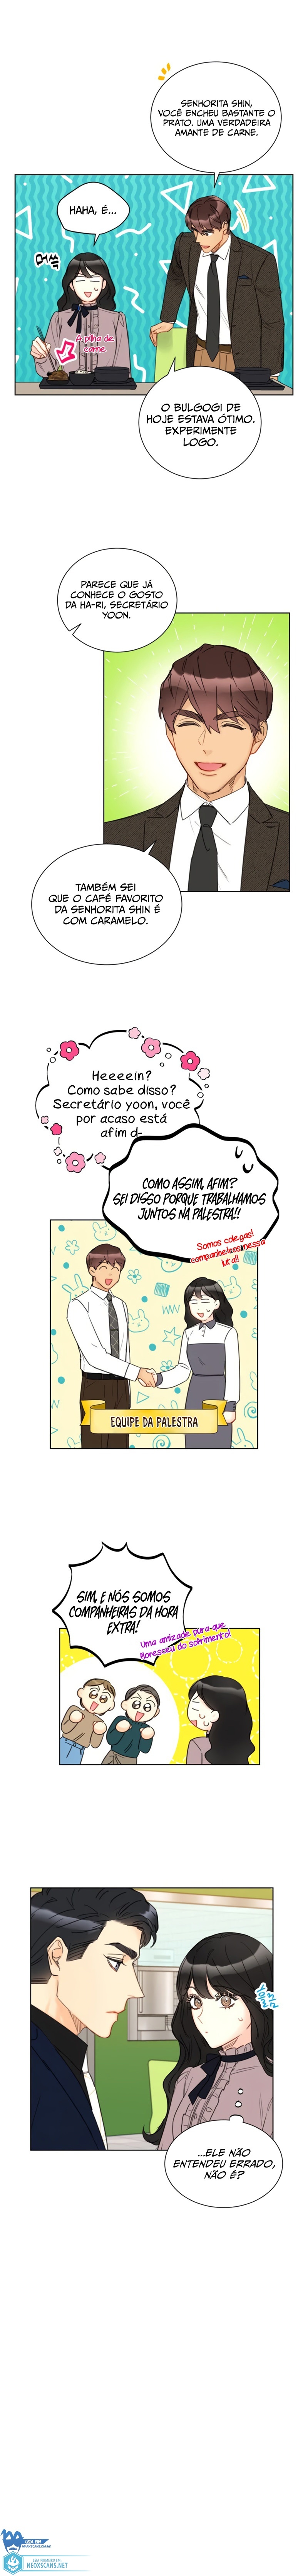 SENHORITA SHIN,
VOCÊ ENCHEU BASTANTE O
PRATO. UMA VERDADEIRA
AMANTE DE CARNE.
HAHA, É...
A pilha de
carne
O BULGOGI DE
HOJE ESTAVA ÓTIMO.
EXPERIMENTE
LOGO.
PARECE QUE JÁ
CONHECE O GOSTO
DA HA-RI, SECRETÁRIO
YOON.
TAMBÉM SEI
QUE O CAFÉ FAVORITO
DA SENHORITA SHIN É
COM CARAMELO.
Heeeein?
Como sabe disso?
Secretário yoon, você
por acaso está
afim d-
COMO ASSIM, AFIM?
SEI DISSO PORQUE TRABALHAMOS
JUNTOS NA PALESTRA!!
Somos colegas!
companheiros nessa
luta!!
EQUIPE DA PALESTRA
SIM, E NÓS SOMOS
COMPANHEIRAS DA HORA
EXTRA!
Uma amizade pura que
floresceu do sofrimento!
...ELE NÃO
ENTENDEU ERRADO,
NÃO É?
LEIA EM
NEOXSCANS.NET